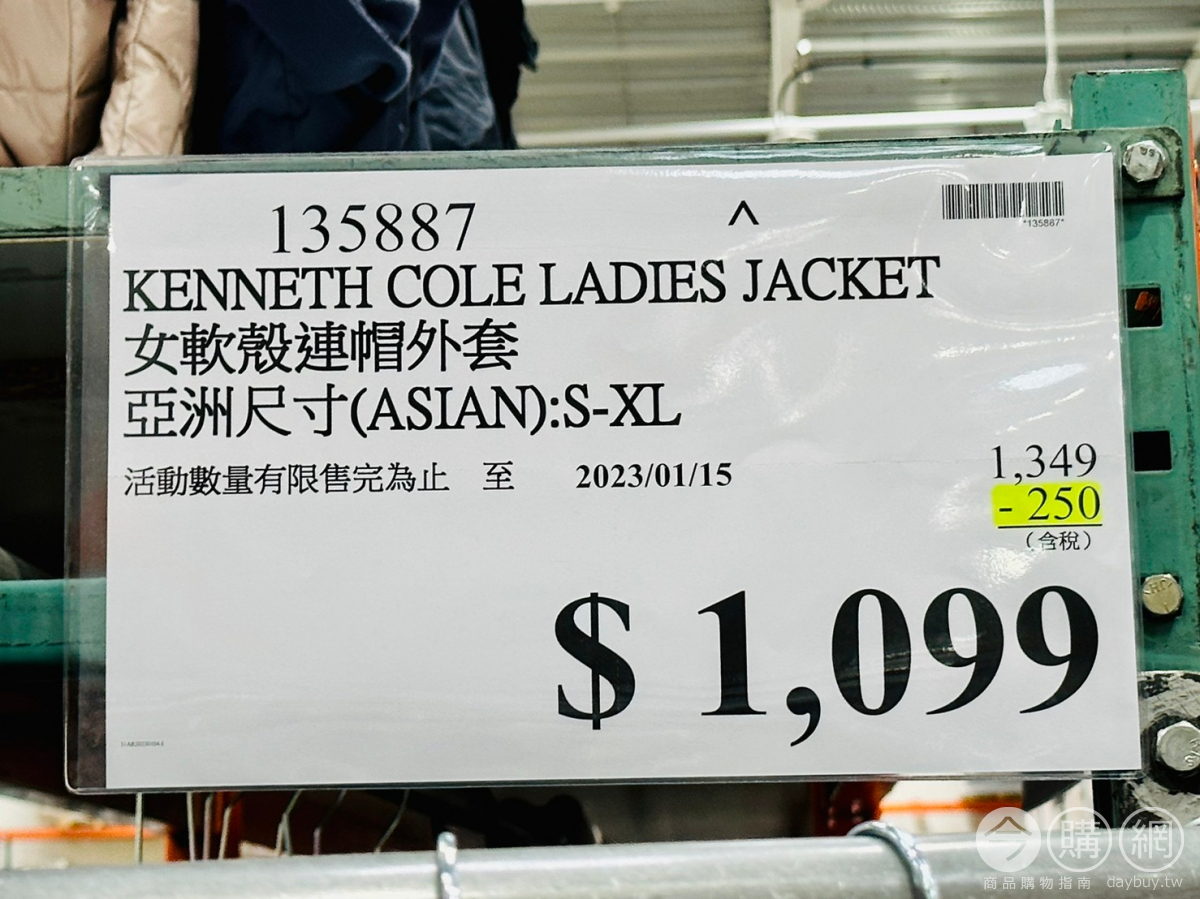 135887
^
*135887*
KENNETH COLE LADIES JACKET
女軟殼連帽外套
亞洲尺寸(ASIAN):S-XL
活動數量有限售完為止 至 2023/01/15
1,349
- 250
(含稅)
$ 1,099
今購網
商品購物指南 daybuy.tw